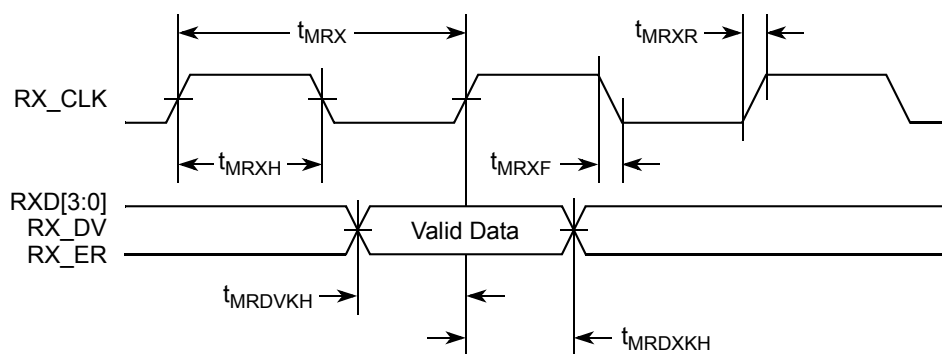 tMRX
tMRXR
RX_CLK
tMRXH
tMRXF
RXD[3:0]
RX_DV
Valid Data
RX_ER
tMRDVKH
tMRDXKH